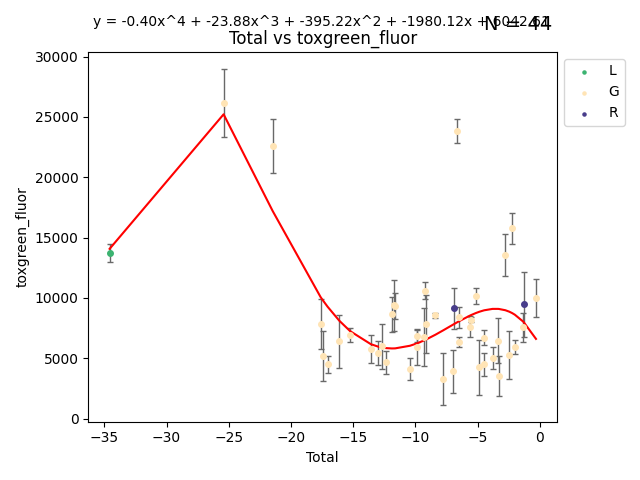 y = -0.40x^4 + -23.88x^3 + -395.22x^2 + -1980.12x + 6042.61
N = 44
Total vs toxgreen_fluor
30000
25000
20000
15000
10000
5000
0
toxgreen_fluor
−35 −30 −25 −20 −15 −10 −5 0
Total
L
G
R